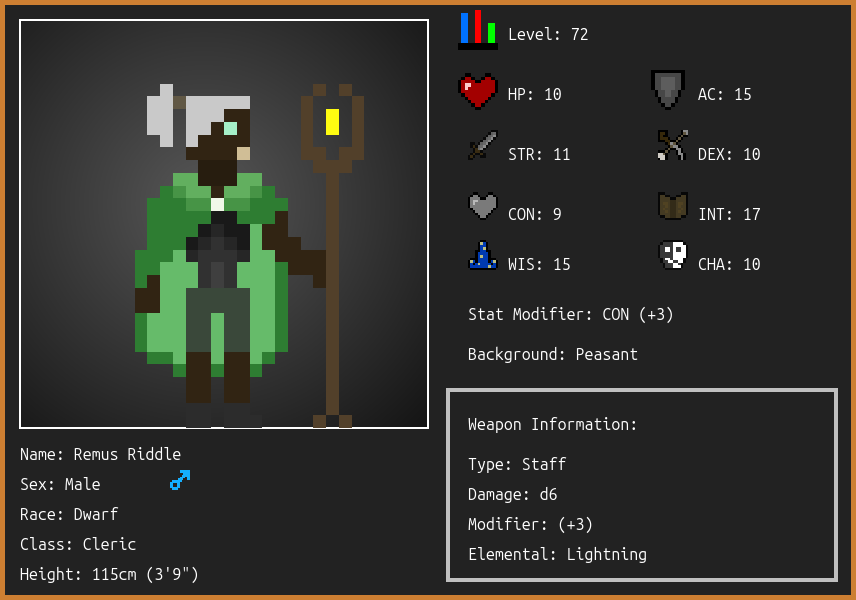 Level: 72
HP: 10
AC: 15
STR: 11
DEX: 10
CON: 9
INT: 17
WIS: 15
CHA: 10
Stat Modifier: CON (+3)
Background: Peasant
Weapon Information:
Type: Staff
Damage: d6
Modifier: (+3)
Elemental: Lightning
Name: Remus Riddle
Sex: Male
Race: Dwarf
Class: Cleric
Height: 115cm (3'9")